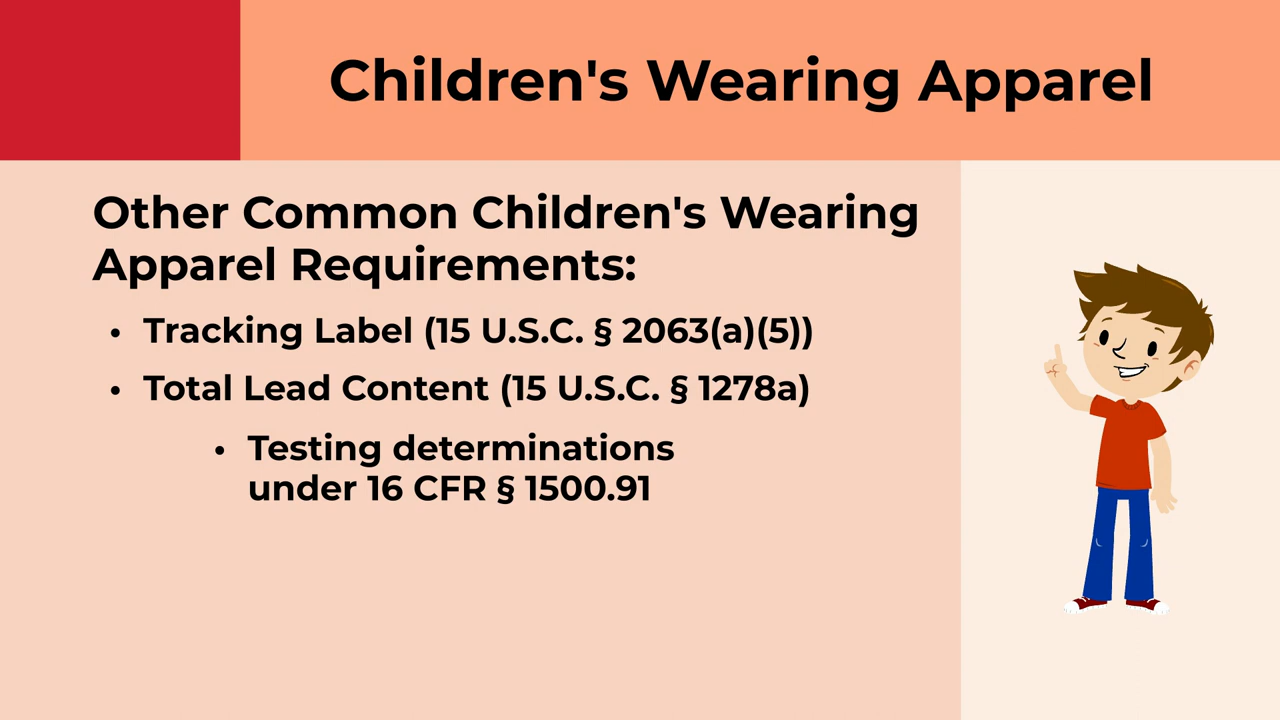 Children's Wearing Apparel
Other Common Children's Wearing
Apparel Requirements:
• Tracking Label (15 U.S.C. § 2063(a)(5))
• Total Lead Content (15 U.S.C. § 1278a)
• Testing determinations
under 16 CFR § 1500.91